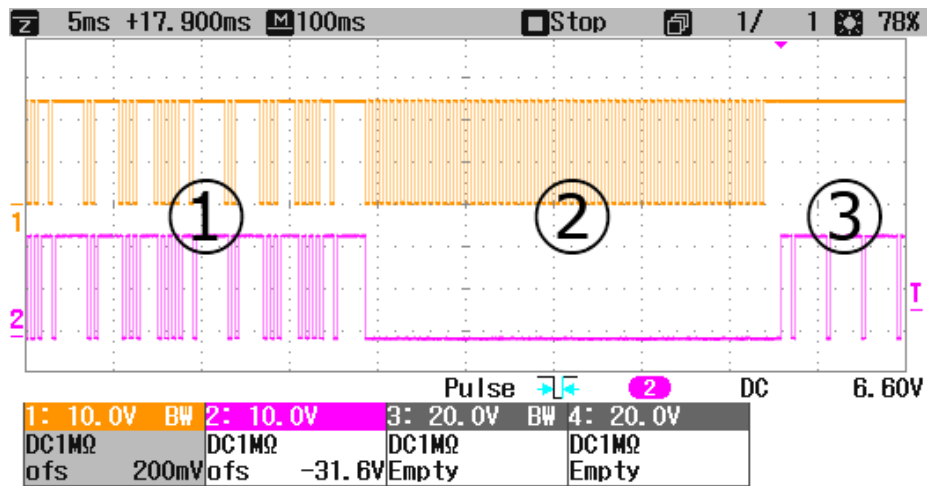 Z 5ms +17.900ms M 100ms Stop 1/ 1 78%
1
① ② ③
T
2
Pulse 2 DC 6.60V
1: 10.0V BW 2: 10.0V 3: 20.0V BW 4: 20.0V
DC1MΩ DC1MΩ DC1MΩ DC1MΩ
ofs 200mV ofs -31.6V Empty Empty